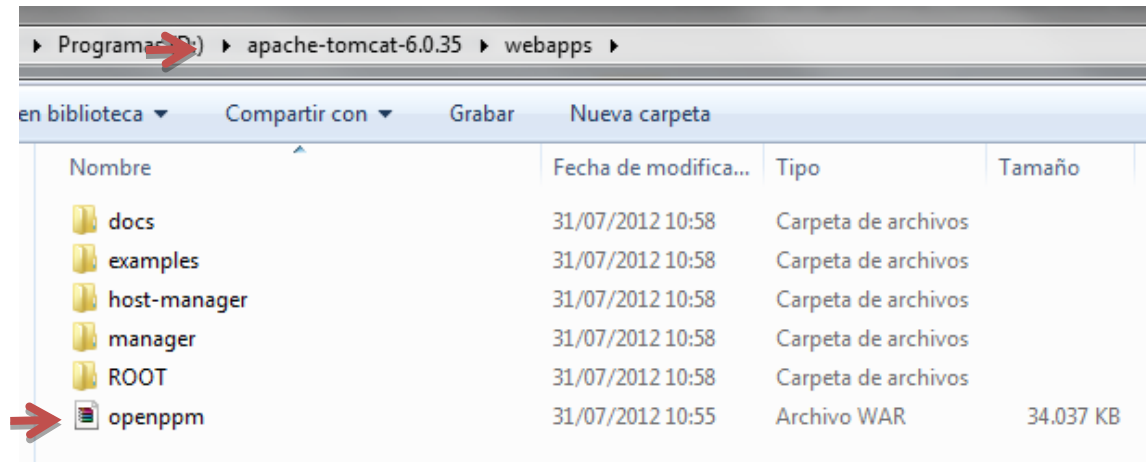 Programas (D:) apache-tomcat-6.0.35 webapps
en biblioteca Compartir con Grabar Nueva carpeta
Nombre Fecha de modifica... Tipo Tamaño
docs 31/07/2012 10:58 Carpeta de archivos
examples 31/07/2012 10:58 Carpeta de archivos
host-manager 31/07/2012 10:58 Carpeta de archivos
manager 31/07/2012 10:58 Carpeta de archivos
ROOT 31/07/2012 10:58 Carpeta de archivos
openppm 31/07/2012 10:55 Archivo WAR 34.037 KB